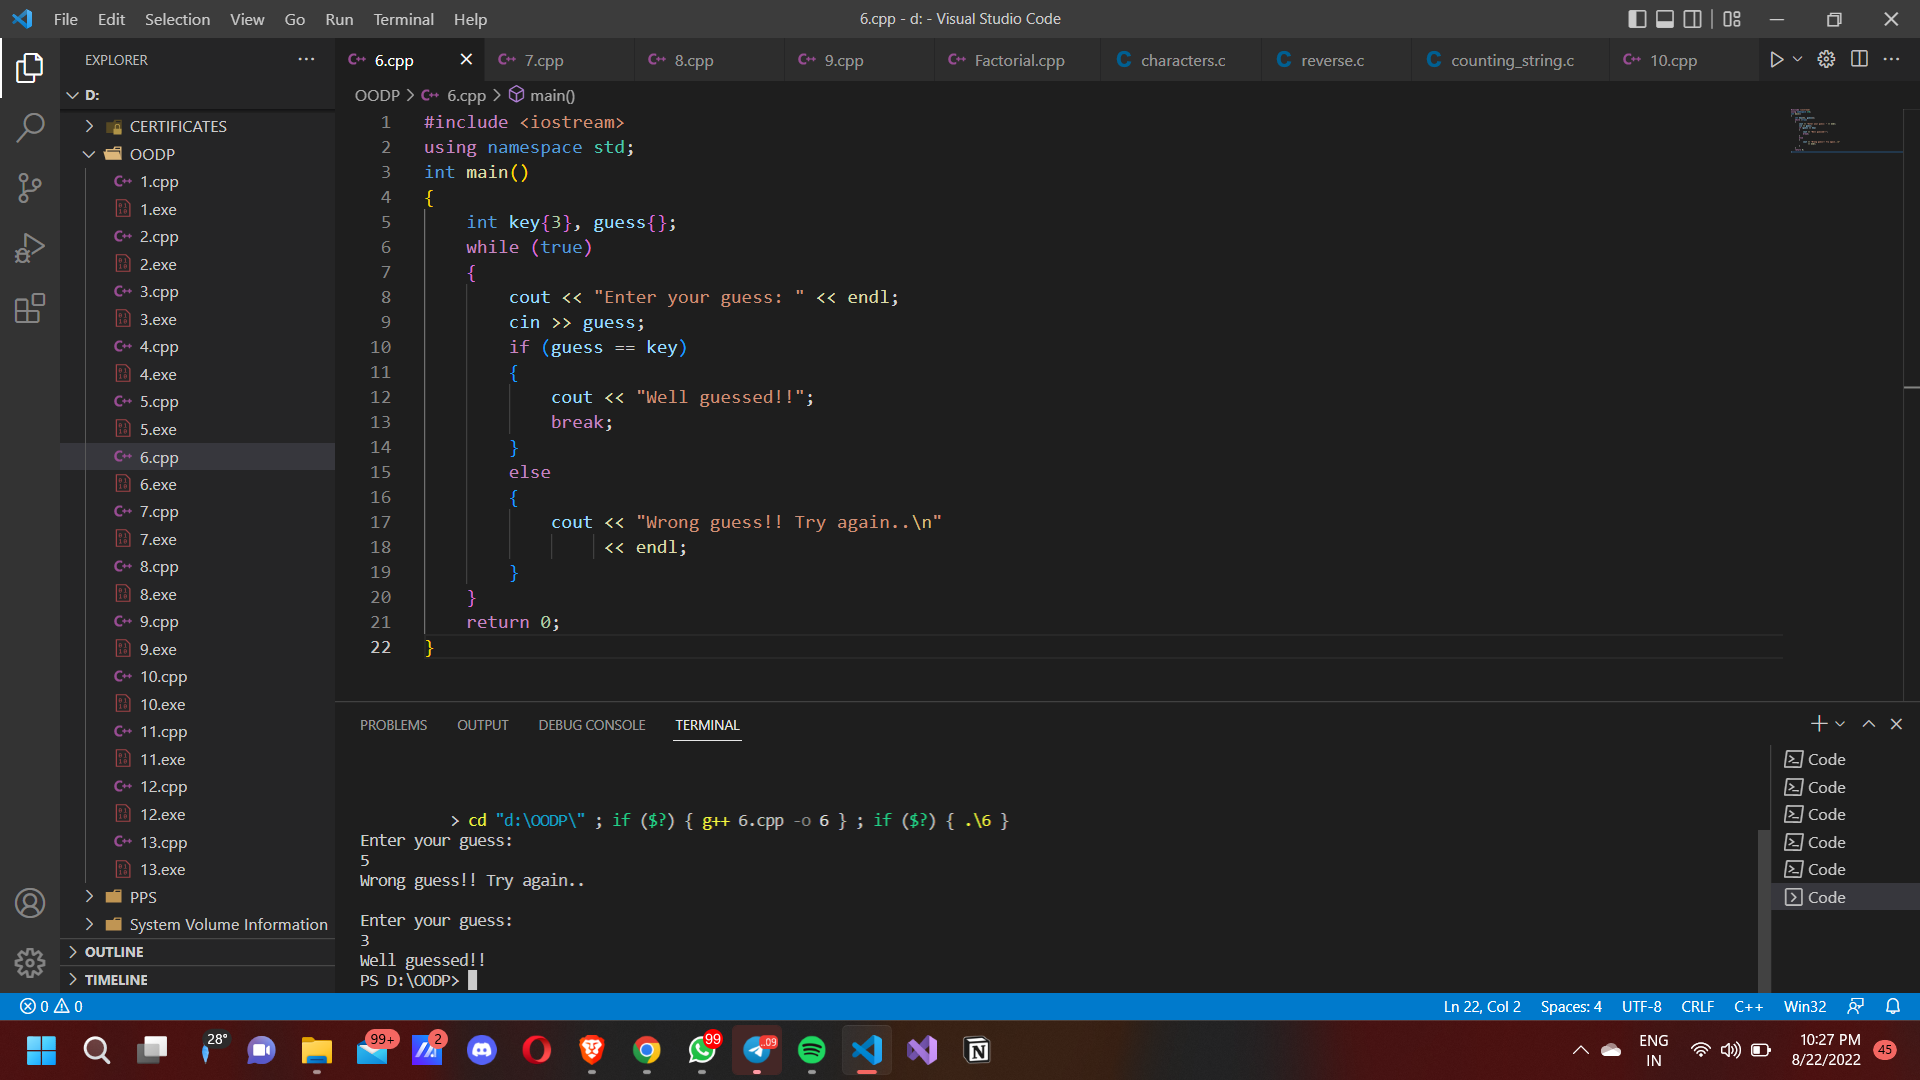 File Edit Selection View Go Run Terminal Help
6.cpp - d: - Visual Studio Code
EXPLORER
D:
CERTIFICATES
OODP
1.cpp
1.exe
2.cpp
2.exe
3.cpp
3.exe
4.cpp
4.exe
5.cpp
5.exe
6.cpp
6.exe
7.cpp
7.exe
8.cpp
8.exe
9.cpp
9.exe
10.cpp
10.exe
11.cpp
11.exe
12.cpp
12.exe
13.cpp
13.exe
PPS
System Volume Information
OUTLINE
TIMELINE
6.cpp 7.cpp 8.cpp 9.cpp Factorial.cpp characters.c reverse.c counting_string.c 10.cpp
OODP > 6.cpp > main()
1 #include <iostream>
2 using namespace std;
3 int main()
4 {
5 int key{3}, guess{};
6 while (true)
7 {
8 cout << "Enter your guess: " << endl;
9 cin >> guess;
10 if (guess == key)
11 {
12 cout << "Well guessed!!";
13 break;
14 }
15 else
16 {
17 cout << "Wrong guess!! Try again..\n"
18 << endl;
19 }
20 }
21 return 0;
22 }
PROBLEMS OUTPUT DEBUG CONSOLE TERMINAL
> cd "d:\OODP\" ; if ($?) { g++ 6.cpp -o 6 } ; if ($?) { .\6 }
Enter your guess:
5
Wrong guess!! Try again..
Enter your guess:
3
Well guessed!!
PS D:\OODP>
Code
Code
Code
Code
Code
Code
0 0
Ln 22, Col 2 Spaces: 4 UTF-8 CRLF C++ Win32
28°
99+
2
99
..09
ENG
IN
10:27 PM
8/22/2022
45